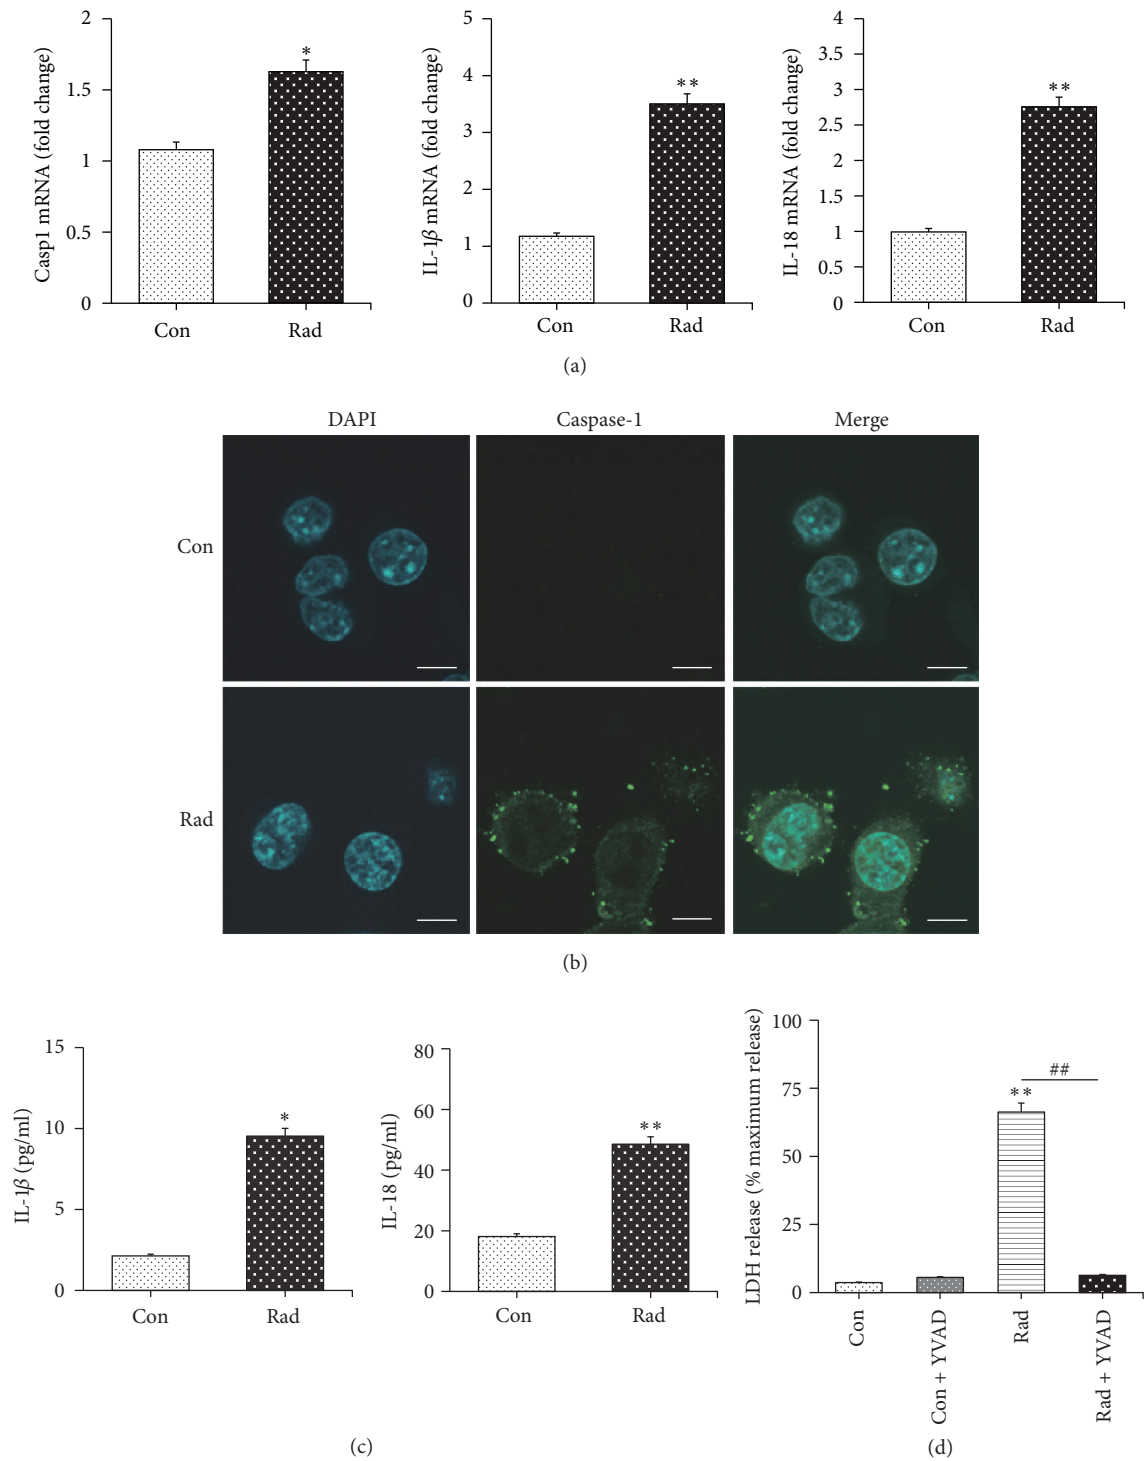 Casp1 mRNA (fold change)
2
1.5
1
0.5
0
*
Con Rad
IL-1β mRNA (fold change)
5
4
3
2
1
0
**
Con Rad
IL-18 mRNA (fold change)
4
3.5
3
2.5
2
1.5
1
0.5
0
**
Con Rad
(a)
DAPI Caspase-1 Merge
Con
Rad
(b)
IL-1β (pg/ml)
15
10
5
0
*
Con Rad
IL-18 (pg/ml)
80
60
40
20
0
**
Con Rad
(c)
LDH release (% maximum release)
100
75
50
25
0
**
##
Con
Con + YVAD
Rad
Rad + YVAD
(d)